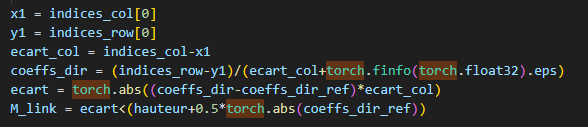 x1 = indices_col[0]
y1 = indices_row[0]
ecart_col = indices_col-x1
coeffs_dir = (indices_row-y1)/(ecart_col+torch.finfo(torch.float32).eps)
ecart = torch.abs((coeffs_dir-coeffs_dir_ref)*ecart_col)
M_link = ecart<(hauteur+0.5*torch.abs(coeffs_dir_ref))